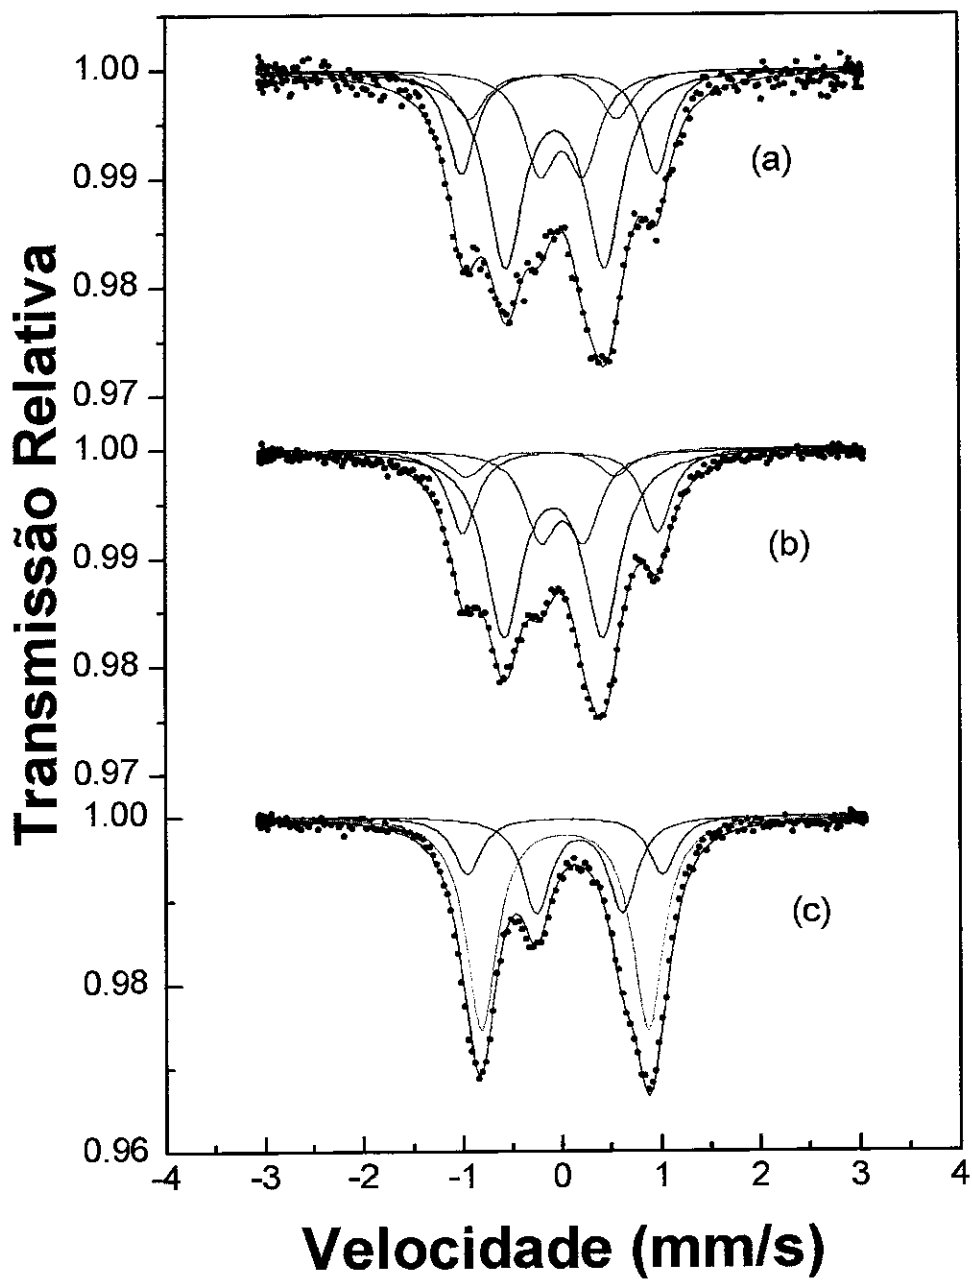 Transmissão Relativa
1.00
0.99
0.98
0.97
(a)
1.00
0.99
0.98
0.97
(b)
1.00
0.98
0.96
(c)
-4 -3 -2 -1 0 1 2 3 4
Velocidade (mm/s)